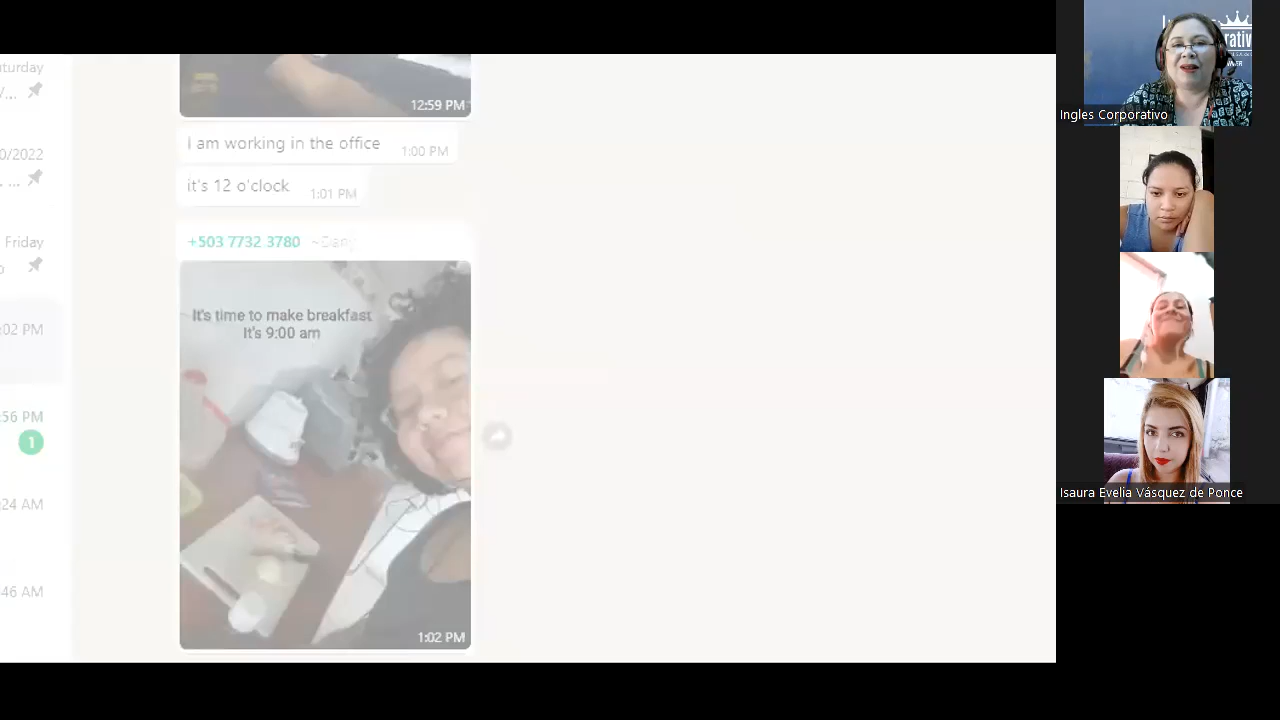 aturday
/...
0/2022
. ...
Friday
o
:02 PM
:56 PM
1
:24 AM
:46 AM
12:59 PM
I am working in the office 1:00 PM
it's 12 o'clock 1:01 PM
+503 7732 3780
It's time to make breakfast
It's 9:00 am
1:02 PM
Ingles Corporativo
Isaura Evelia Vásquez de Ponce